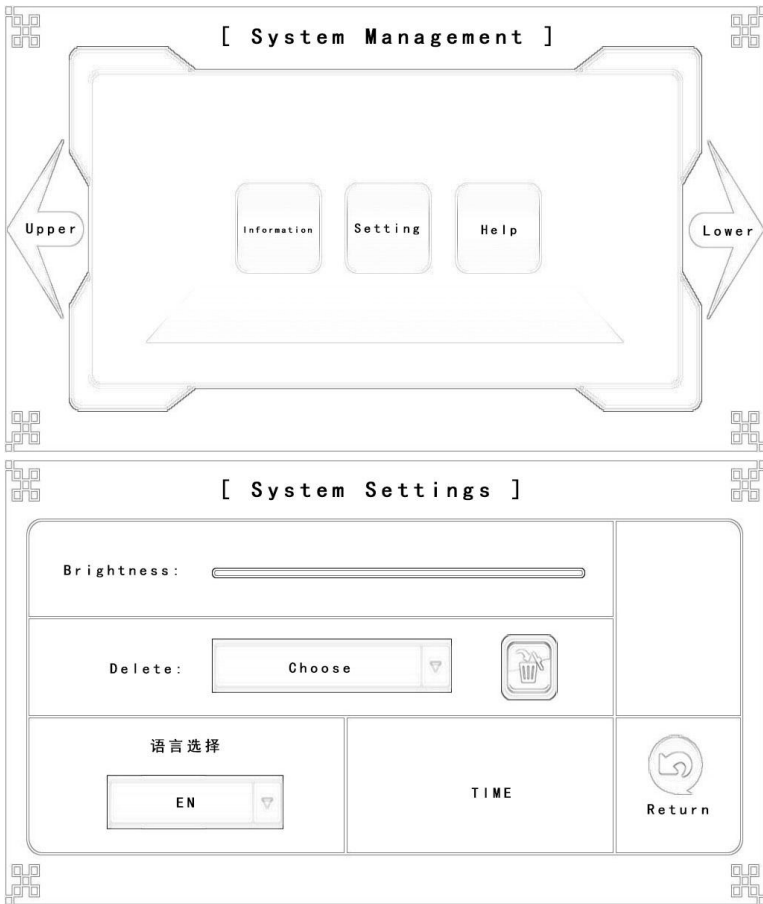 [ System Management ]
Upper
Information
Setting
Help
Lower
[ System Settings ]
Brightness:
Delete:
Choose
语言选择
EN
TIME
Return